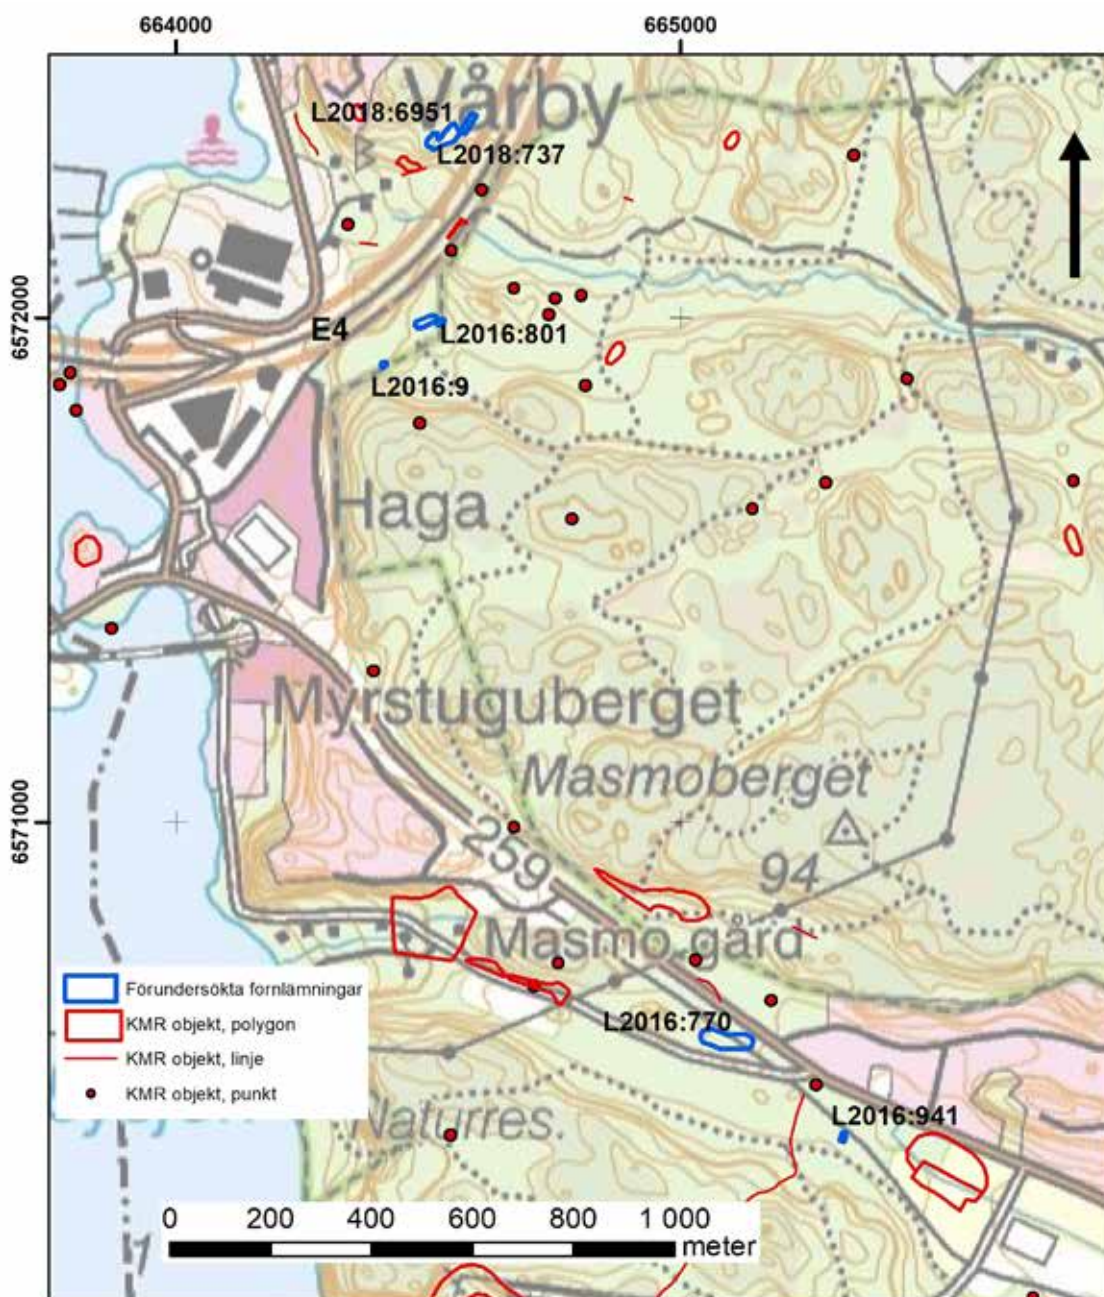 664000
665000
Vårby
L2018:6951
L2018:737
6572000
E4
L2016:801
L2016:9
50
Haga
Myrstuguberget
Masmoberget
6571000
259
94
Masmo gård
Förundersökta fornlämningar
KMR objekt, polygon
L2016:770
KMR objekt, linje
KMR objekt, punkt
L2016:941
Naturres.
0 200 400 600 800 1 000
meter
1